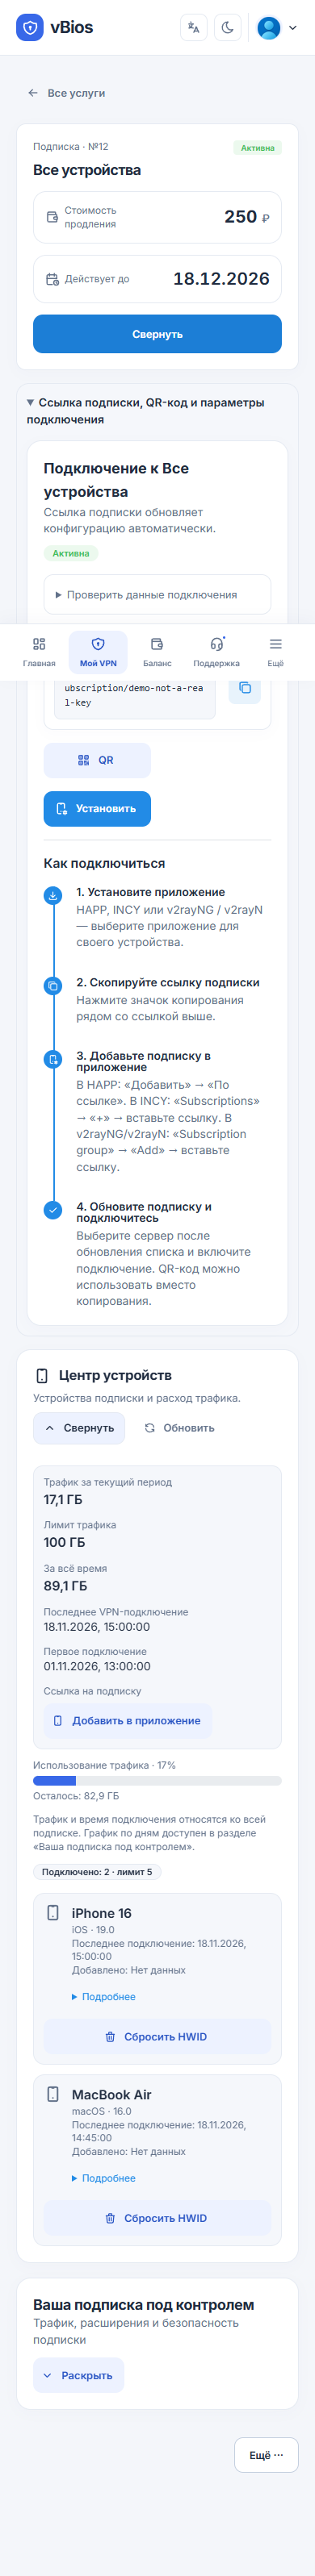 vBios
Все услуги
Подписка · №12
Активна
Все устройства
Стоимость
продления
250 ₽
Действует до
18.12.2026
Свернуть
Ссылка подписки, QR-код и параметры
подключения
Подключение к Все
устройства
Ссылка подписки обновляет
конфигурацию автоматически.
Активна
Проверить данные подключения
Главная
Мой VPN
Баланс
Поддержка
Ещё
ubscription/demo-not-a-rea
l-key
QR
Установить
Как подключиться
1. Установите приложение
HAPP, INCY или v2rayNG / v2rayN
— выберите приложение для
своего устройства.
2. Скопируйте ссылку подписки
Нажмите значок копирования
рядом со ссылкой выше.
3. Добавьте подписку в
приложение
В HAPP: «Добавить» → «По
ссылке». В INCY: «Subscriptions»
→ «+» → вставьте ссылку. В
v2rayNG/v2rayN: «Subscription
group» → «Add» → вставьте
ссылку.
4. Обновите подписку и
подключитесь
Выберите сервер после
обновления списка и включите
подключение. QR-код можно
использовать вместо
копирования.
Центр устройств
Устройства подписки и расход трафика.
Свернуть
Обновить
Трафик за текущий период
17,1 ГБ
Лимит трафика
100 ГБ
За всё время
89,1 ГБ
Последнее VPN-подключение
18.11.2026, 15:00:00
Первое подключение
01.11.2026, 13:00:00
Ссылка на подписку
Добавить в приложение
Использование трафика · 17%
Осталось: 82,9 ГБ
Трафик и время подключения относятся ко всей
подписке. График по дням доступен в разделе
«Ваша подписка под контролем».
Подключено: 2 · лимит 5
iPhone 16
iOS · 19.0
Последнее подключение: 18.11.2026,
15:00:00
Добавлено: Нет данных
Подробнее
Сбросить HWID
MacBook Air
macOS · 16.0
Последнее подключение: 18.11.2026,
14:45:00
Добавлено: Нет данных
Подробнее
Сбросить HWID
Ваша подписка под контролем
Трафик, расширения и безопасность
подписки
Раскрыть
Ещё ···